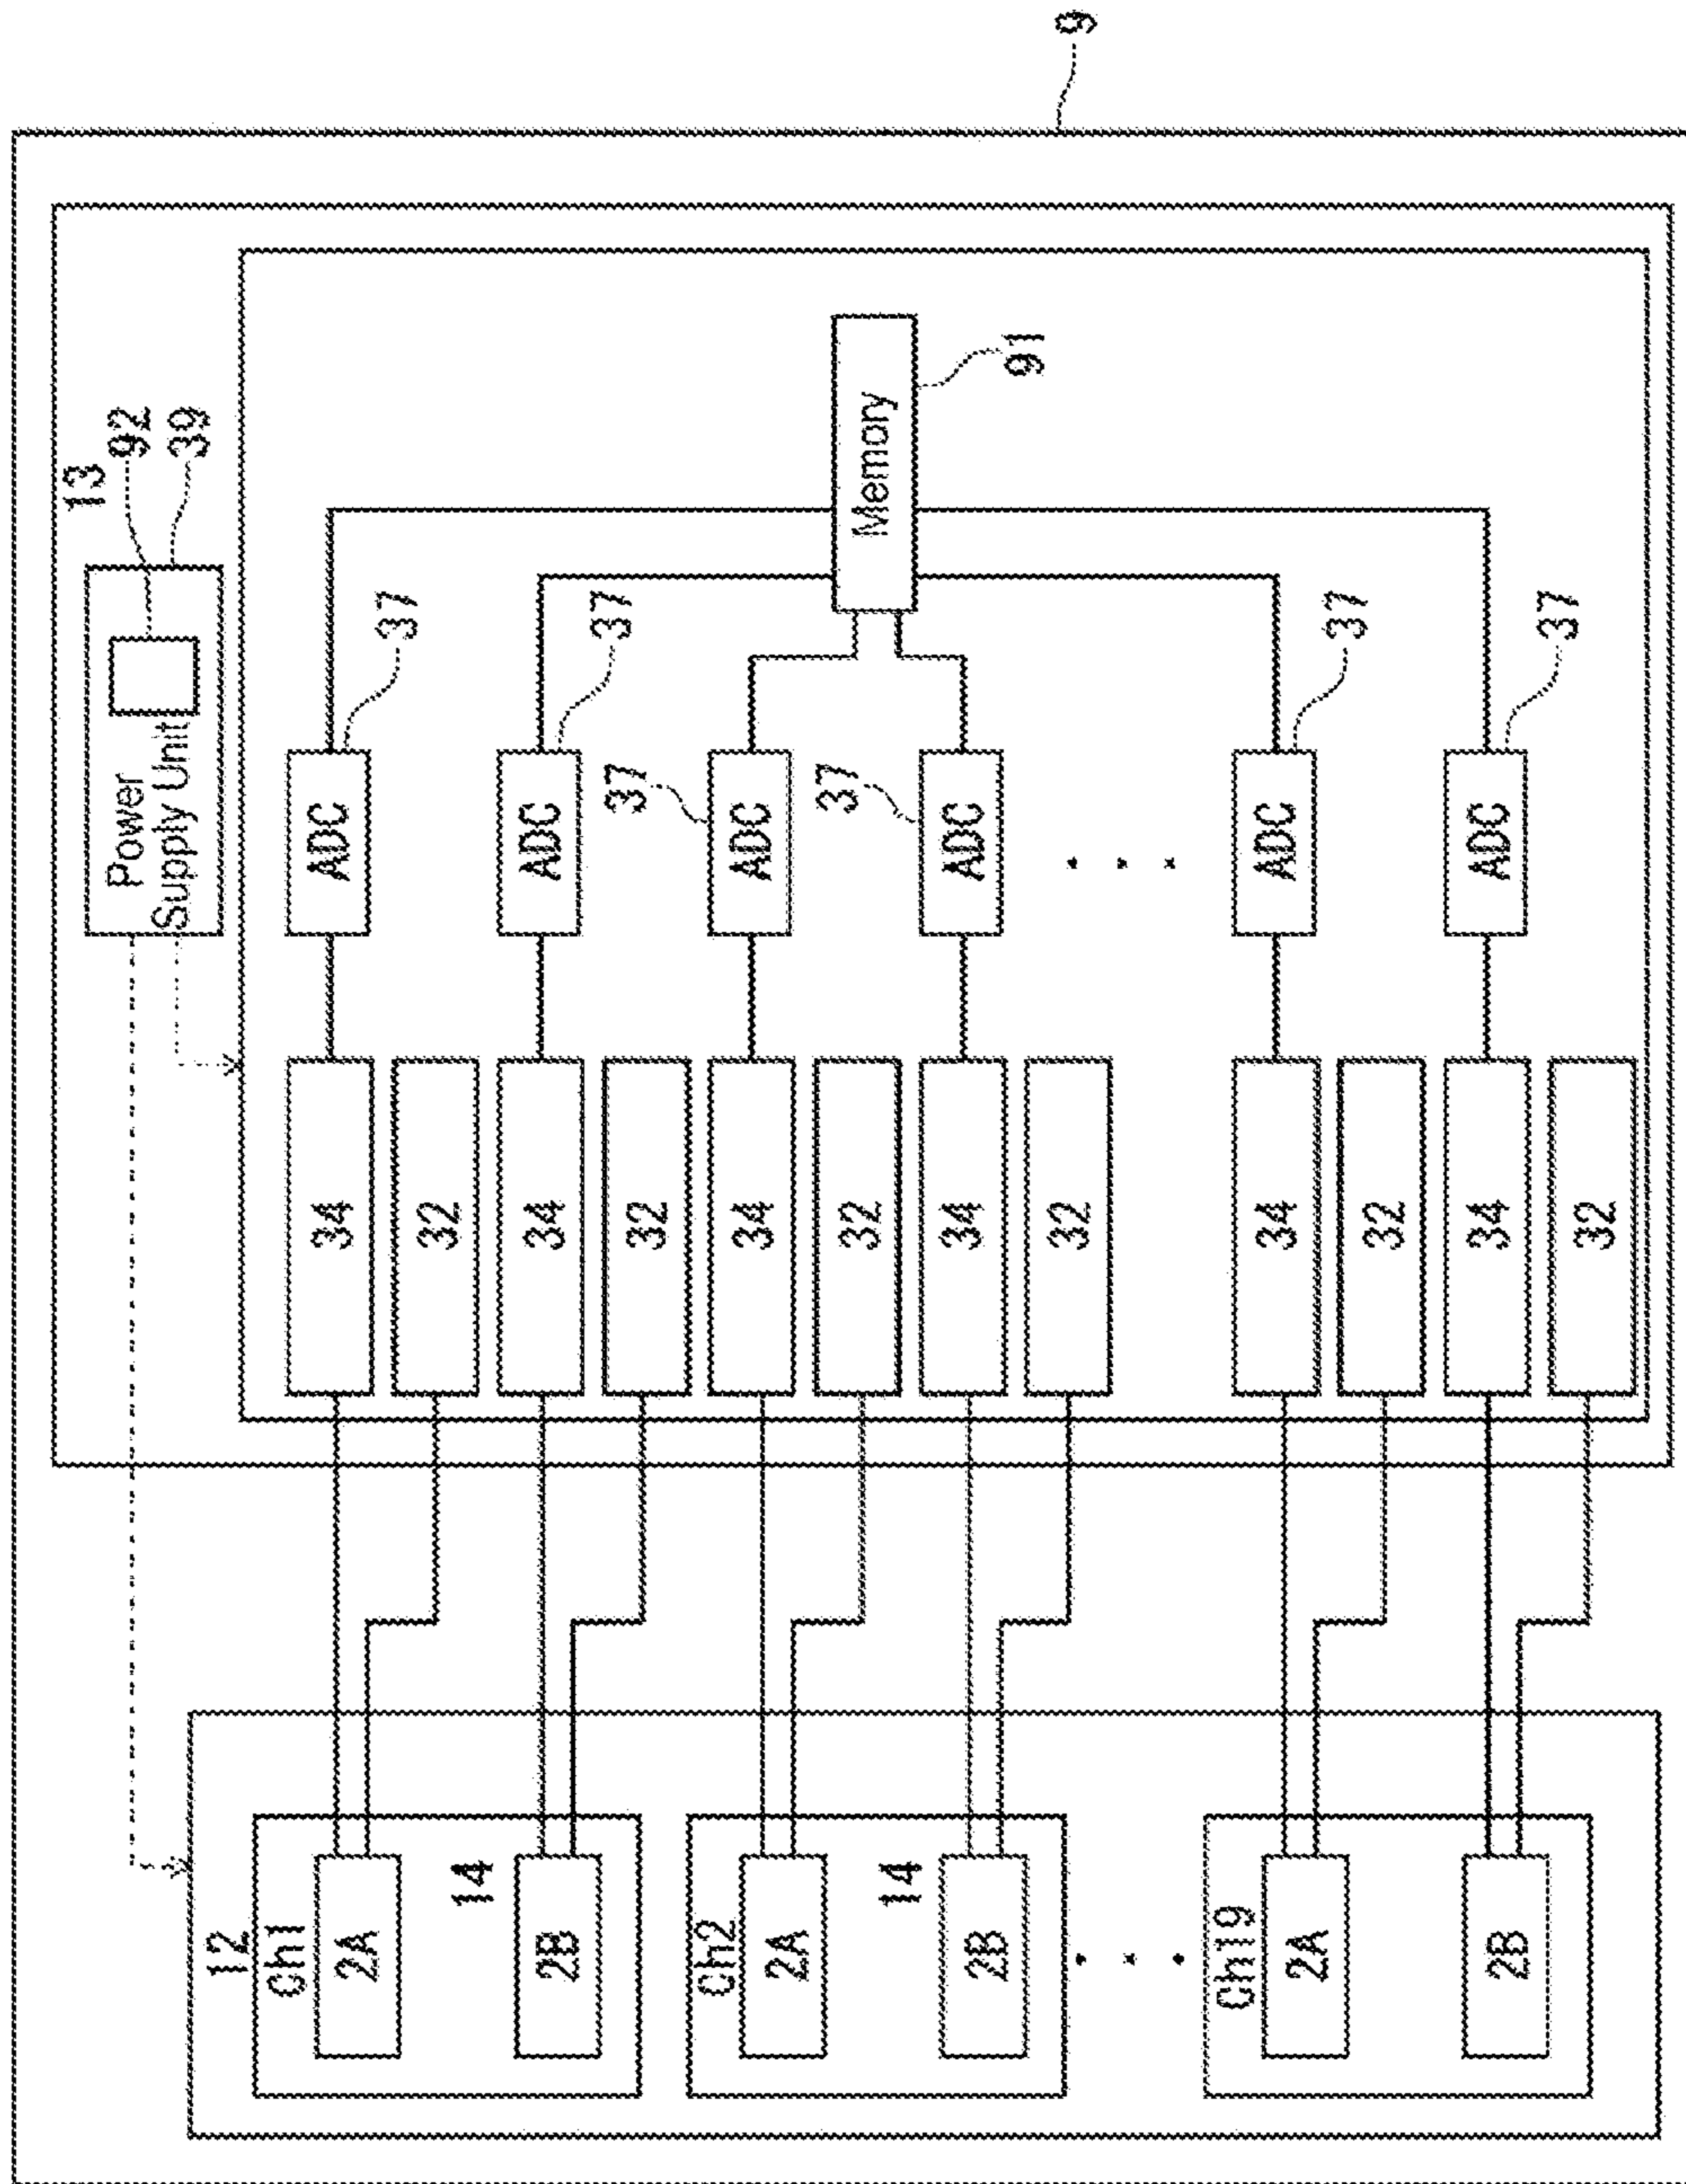 13
Power
Supply Unit
92
39
12
Ch1
2A
34
ADC
37
32
14
2B
34
ADC
37
32
Ch2
2A
34
ADC
37
32
14
2B
34
ADC
37
32
Memory
91
9
. . .
. . .
Ch19
2A
34
ADC
37
32
2B
34
ADC
37
32